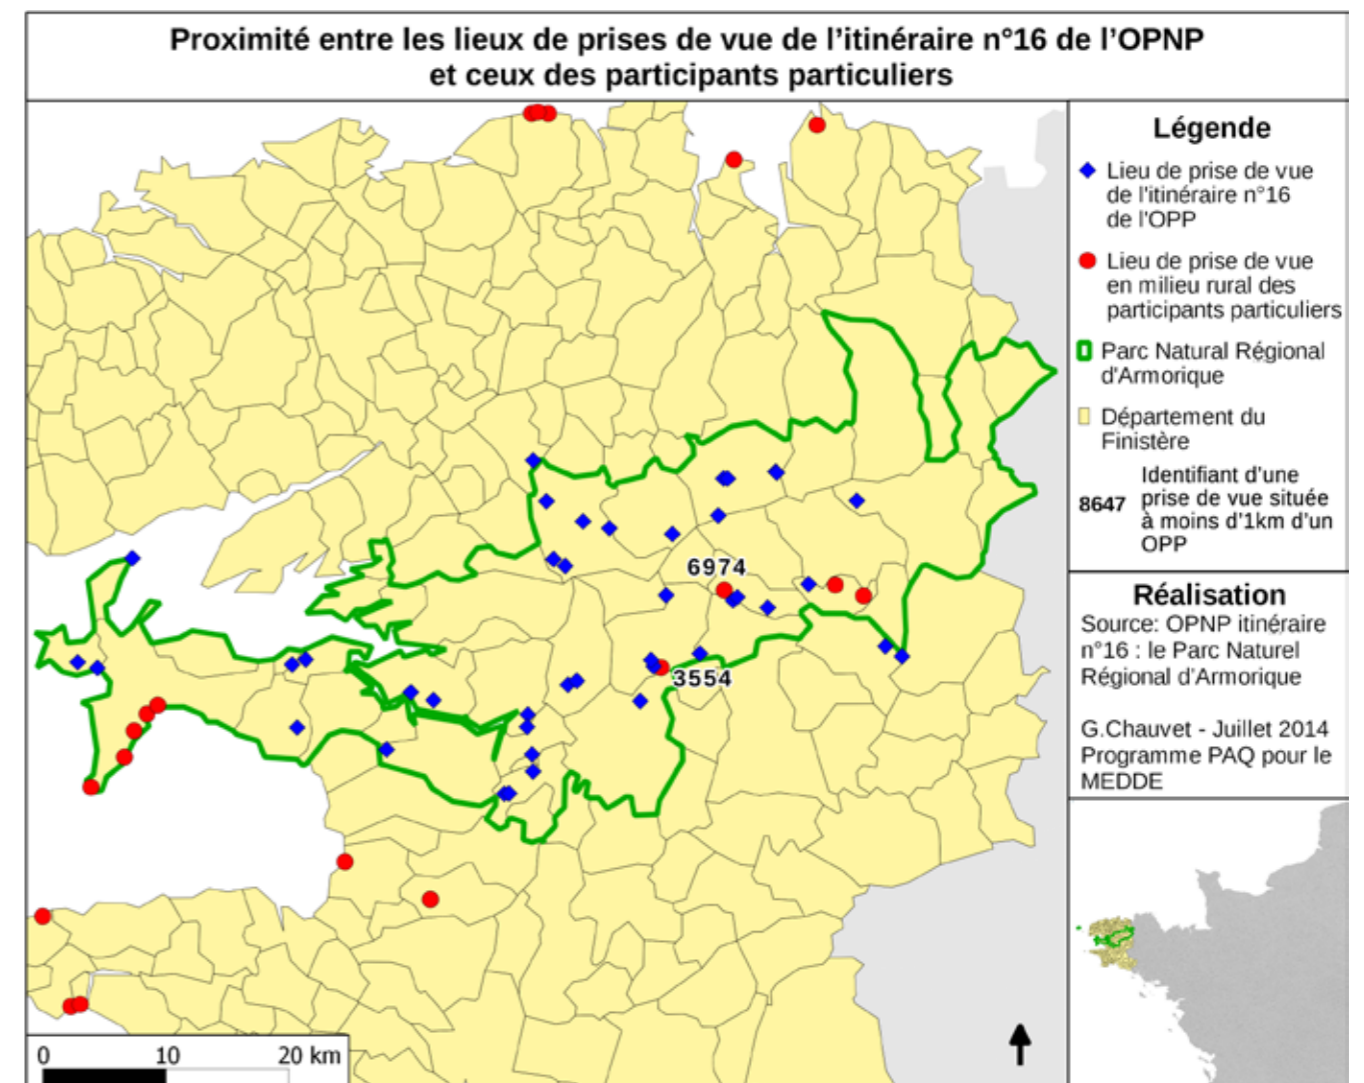 Proximité entre les lieux de prises de vue de l’itinéraire n°16 de l’OPNP
et ceux des participants particuliers
Légende
Lieu de prise de vue
de l'itinéraire n°16
de l'OPP
Lieu de prise de vue
en milieu rural des
participants particuliers
Parc Natural Régional
d'Armorique
Département du
Finistère
8647
Identifiant d'une
prise de vue située
à moins d'1km d'un
OPP
Réalisation
Source: OPNP itinéraire
n°16 : le Parc Naturel
Régional d'Armorique
G.Chauvet - Juillet 2014
Programme PAQ pour le
MEDDE
6974
3554
0 10 20 km